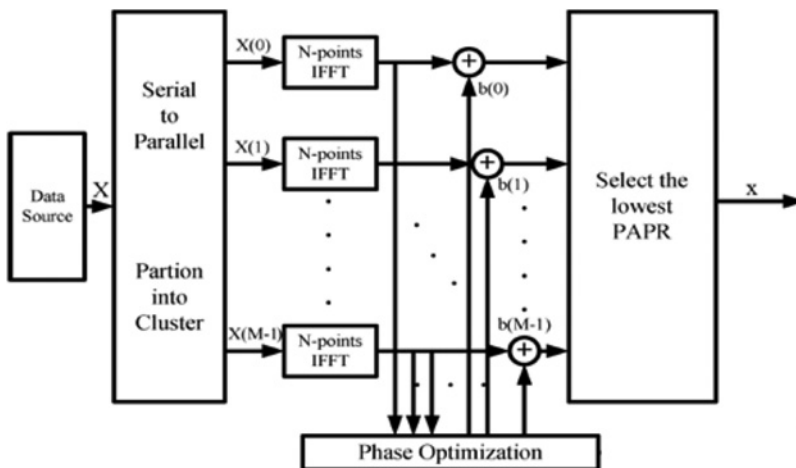 Data
Source
X
Serial
to
Parallel
Partion
into
Cluster
X(0)
N-points
IFFT
+
b(0)
X(1)
N-points
IFFT
+
b(1)
X(M-1)
N-points
IFFT
b(M-1)
+
Phase Optimization
Select the
lowest
PAPR
x